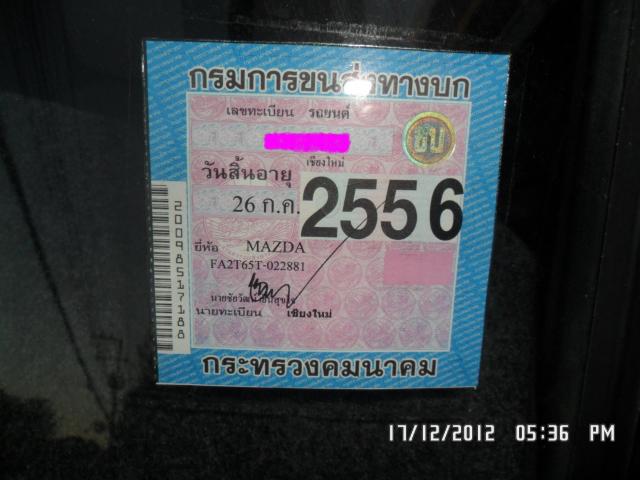 กรมการขนส่งทางบก
เลขทะเบียน รถยนต์
ชม
เชียงใหม่
วันสิ้นอายุ
26 ก.ค. 2556
ยี่ห้อ MAZDA
FA2T65T-022881
นายทะเบียน เชียงใหม่
กระทรวงคมนาคม
20098517188
17/12/2012 05:36 PM